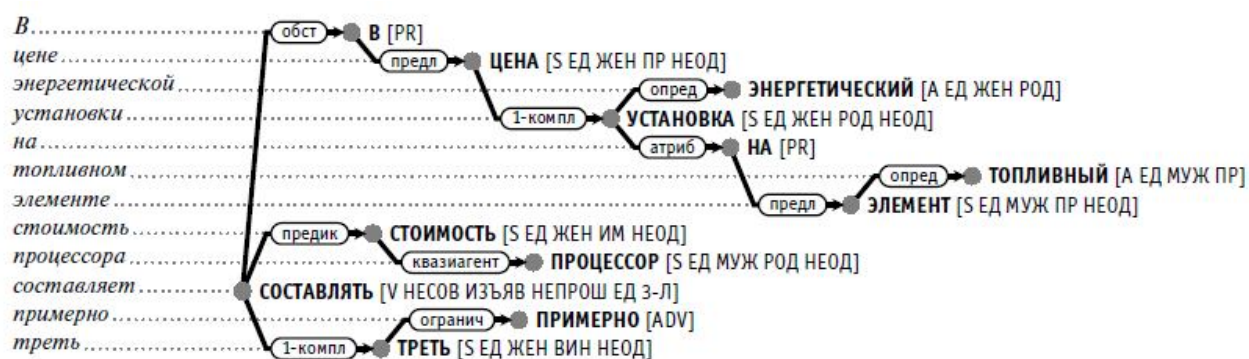 В обст В [PR]
цене предл ЦЕНА [S ЕД ЖЕН ПР НЕОД]
энергетической опред ЭНЕРГЕТИЧЕСКИЙ [A ЕД ЖЕН РОД]
установки 1-компл УСТАНОВКА [S ЕД ЖЕН РОД НЕОД]
на атриб НА [PR]
топливном опред ТОПЛИВНЫЙ [A ЕД МУЖ ПР]
элементе предл ЭЛЕМЕНТ [S ЕД МУЖ ПР НЕОД]
стоимость предик СТОИМОСТЬ [S ЕД ЖЕН ИМ НЕОД]
процессора квазиагент ПРОЦЕССОР [S ЕД МУЖ РОД НЕОД]
составляет СОСТАВЛЯТЬ [V НЕСОВ ИЗЪЯВ НЕПРОШ ЕД 3-Л]
примерно огранич ПРИМЕРНО [ADV]
треть 1-компл ТРЕТЬ [S ЕД ЖЕН ВИН НЕОД]